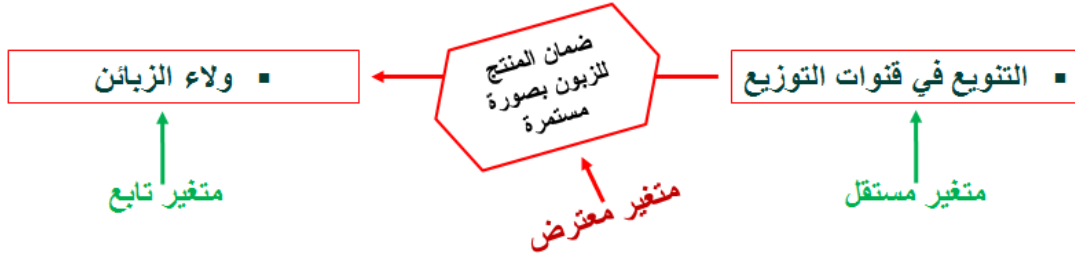 ▪ التنويع في قنوات التوزيع
ضمان المنتج
للزبون بصورة
مستمرة
▪ ولاء الزبائن
متغير مستقل
متغير معترض
متغير تابع